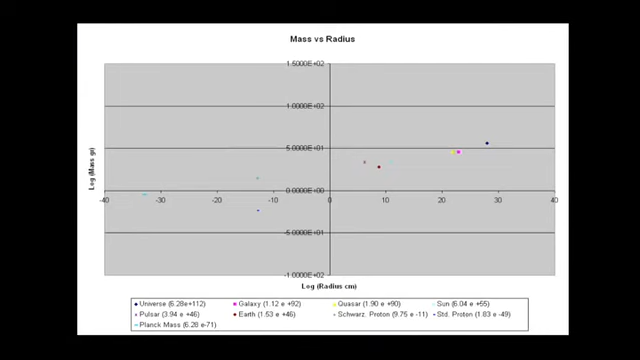 Mass vs Radius
1.5000E+02
1.0000E+02
5.0000E+01
0.0000E+00
-40 -30 -20 -10 0 10 20 30 40
-5.0000E+01
-1.0000E+02
Log (Mass gr)
Log (Radius cm)
Universe (6.28e+112) Galaxy (1.12 e +92) Quasar (1.90 e +90) Sun (6.04 e +55)
Pulsar (3.94 e +46) Earth (1.53 e +46) Schwarz. Proton (9.75 e -11) Std. Proton (1.83 e -49)
Planck Mass (6.28 e-71)